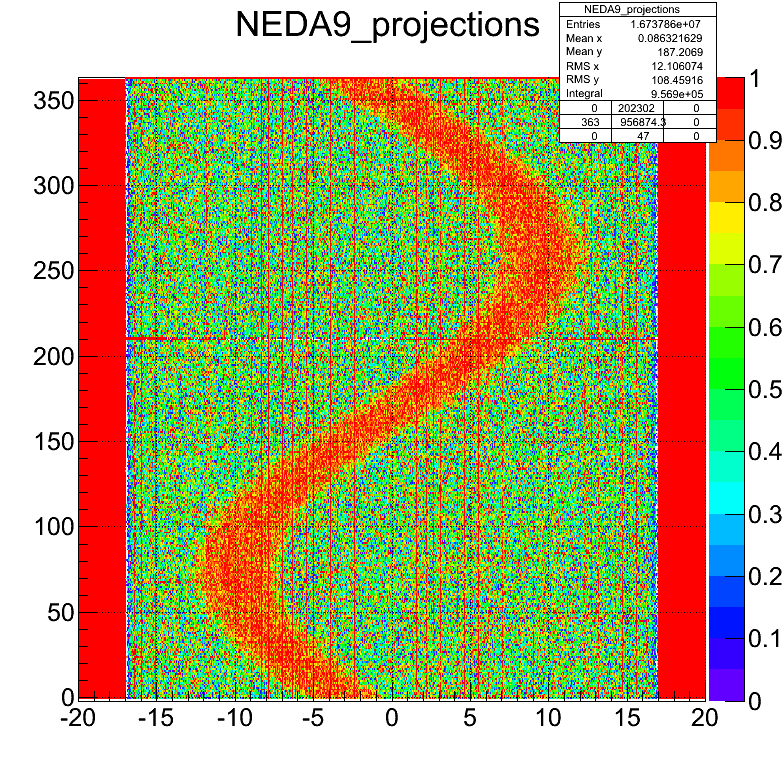 NEDA9_projections
NEDA9_projections
Entries 1.673786e+07
Mean x 0.086321629
Mean y 187.2069
RMS x 12.106074
RMS y 108.45916
Integral 9.569e+05
0 202302 0
363 956874.3 0
0 47 0
350
300
250
200
150
100
50
0
-20 -15 -10 -5 0 5 10 15 20
1
0.9
0.8
0.7
0.6
0.5
0.4
0.3
0.2
0.1
0